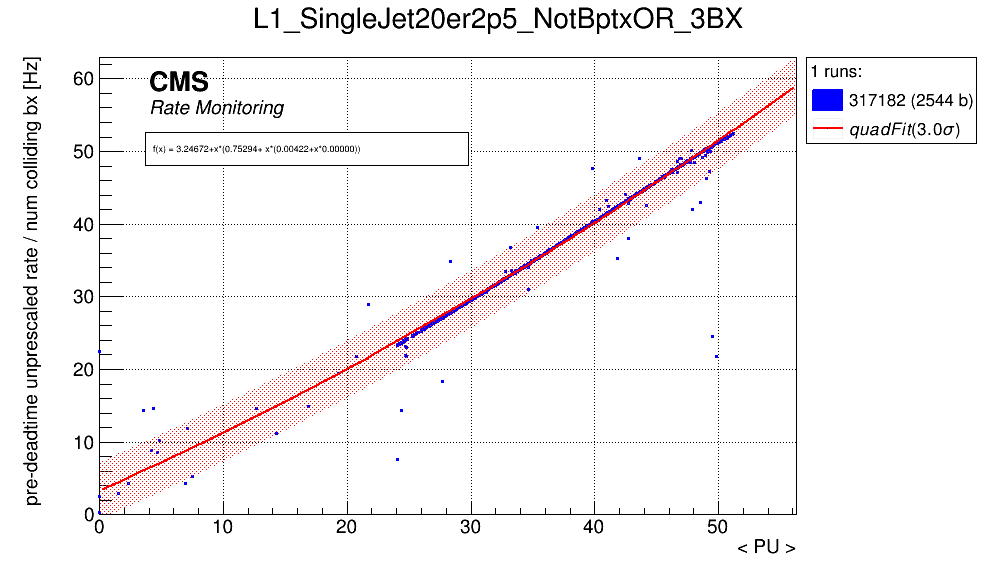 L1_SingleJet20er2p5_NotBptxOR_3BX
pre-deadtime unprescaled rate / num colliding bx [Hz]
CMS
Rate Monitoring
f(x) = 3.24672+x*(0.75294+ x*(0.00422+x*0.00000))
60
50
40
30
20
10
0
0 10 20 30 40 50
< PU >
1 runs:
317182 (2544 b)
quadFit(3.0σ)